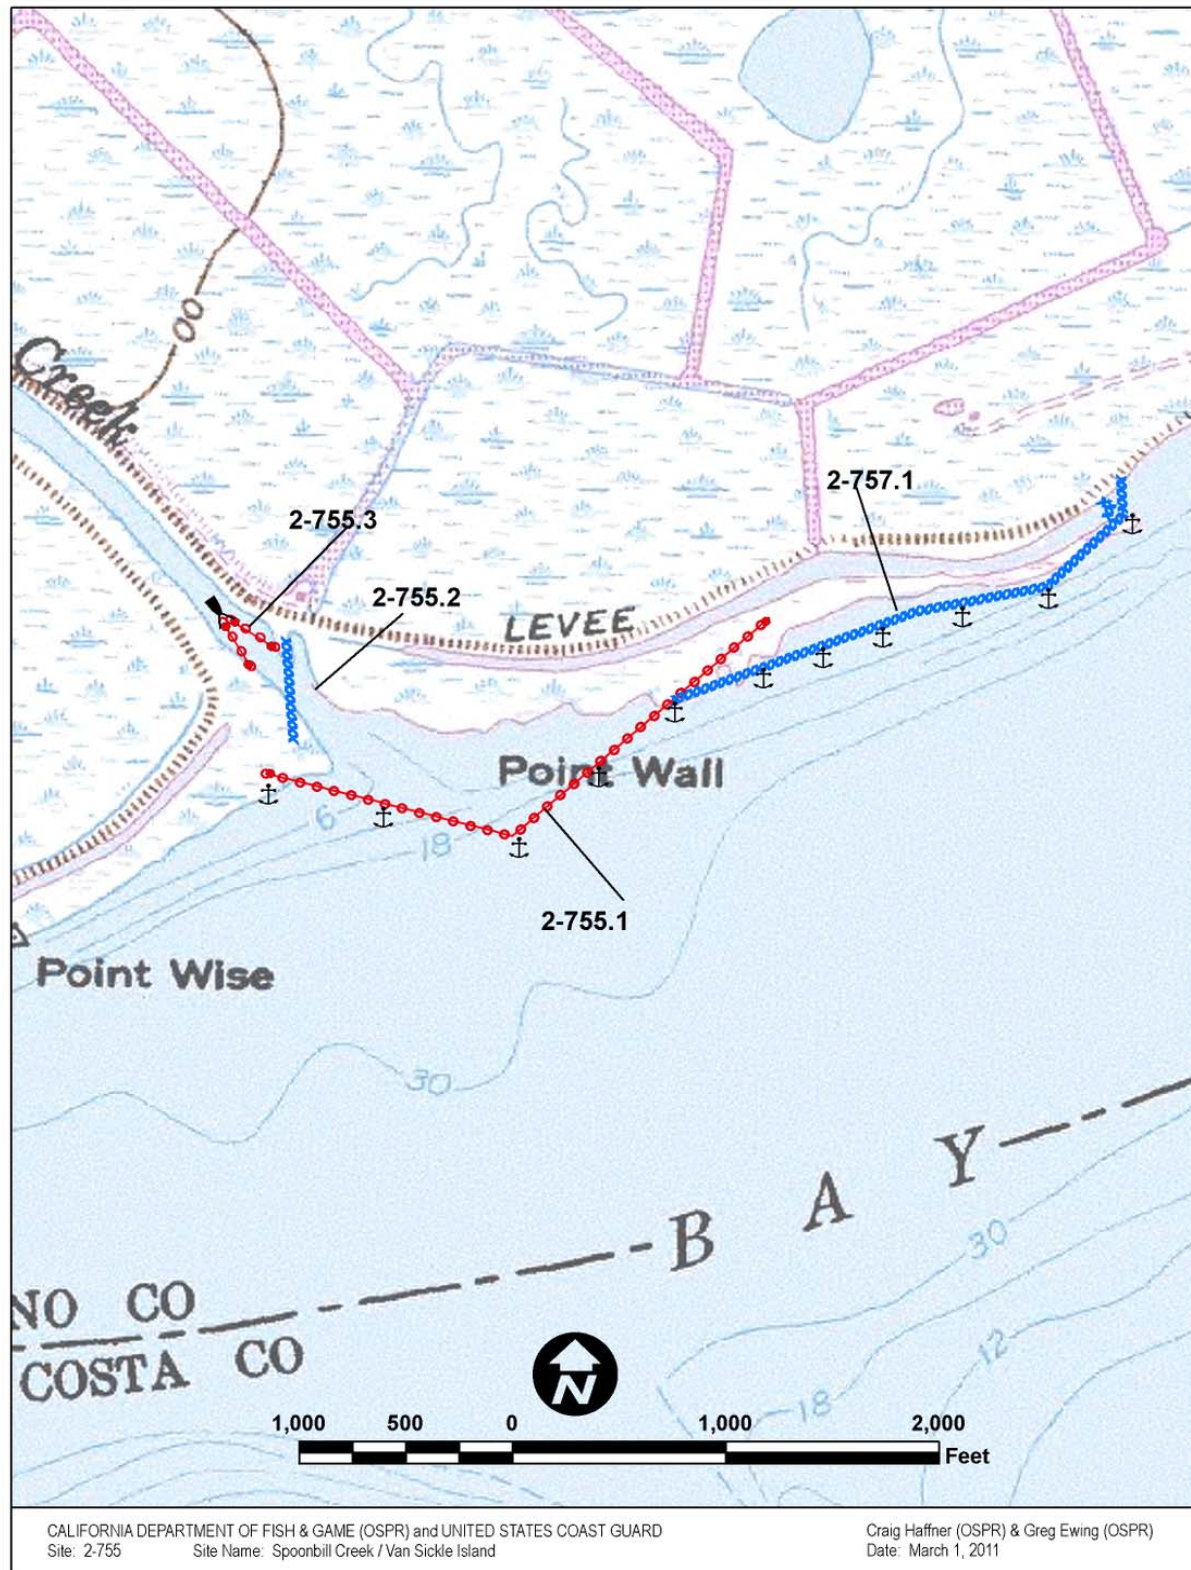 00
Creek
2-757.1
2-755.3
2-755.2
LEVEE
Point Wall
6
18
2-755.1
Point Wise
30
B A Y
30
NO CO
COSTA CO
12
18
N
1,000 500 0 1,000 2,000
Feet
CALIFORNIA DEPARTMENT OF FISH & GAME (OSPR) and UNITED STATES COAST GUARD
Site: 2-755 Site Name: Spoonbill Creek / Van Sickle Island
Craig Haffner (OSPR) & Greg Ewing (OSPR)
Date: March 1, 2011